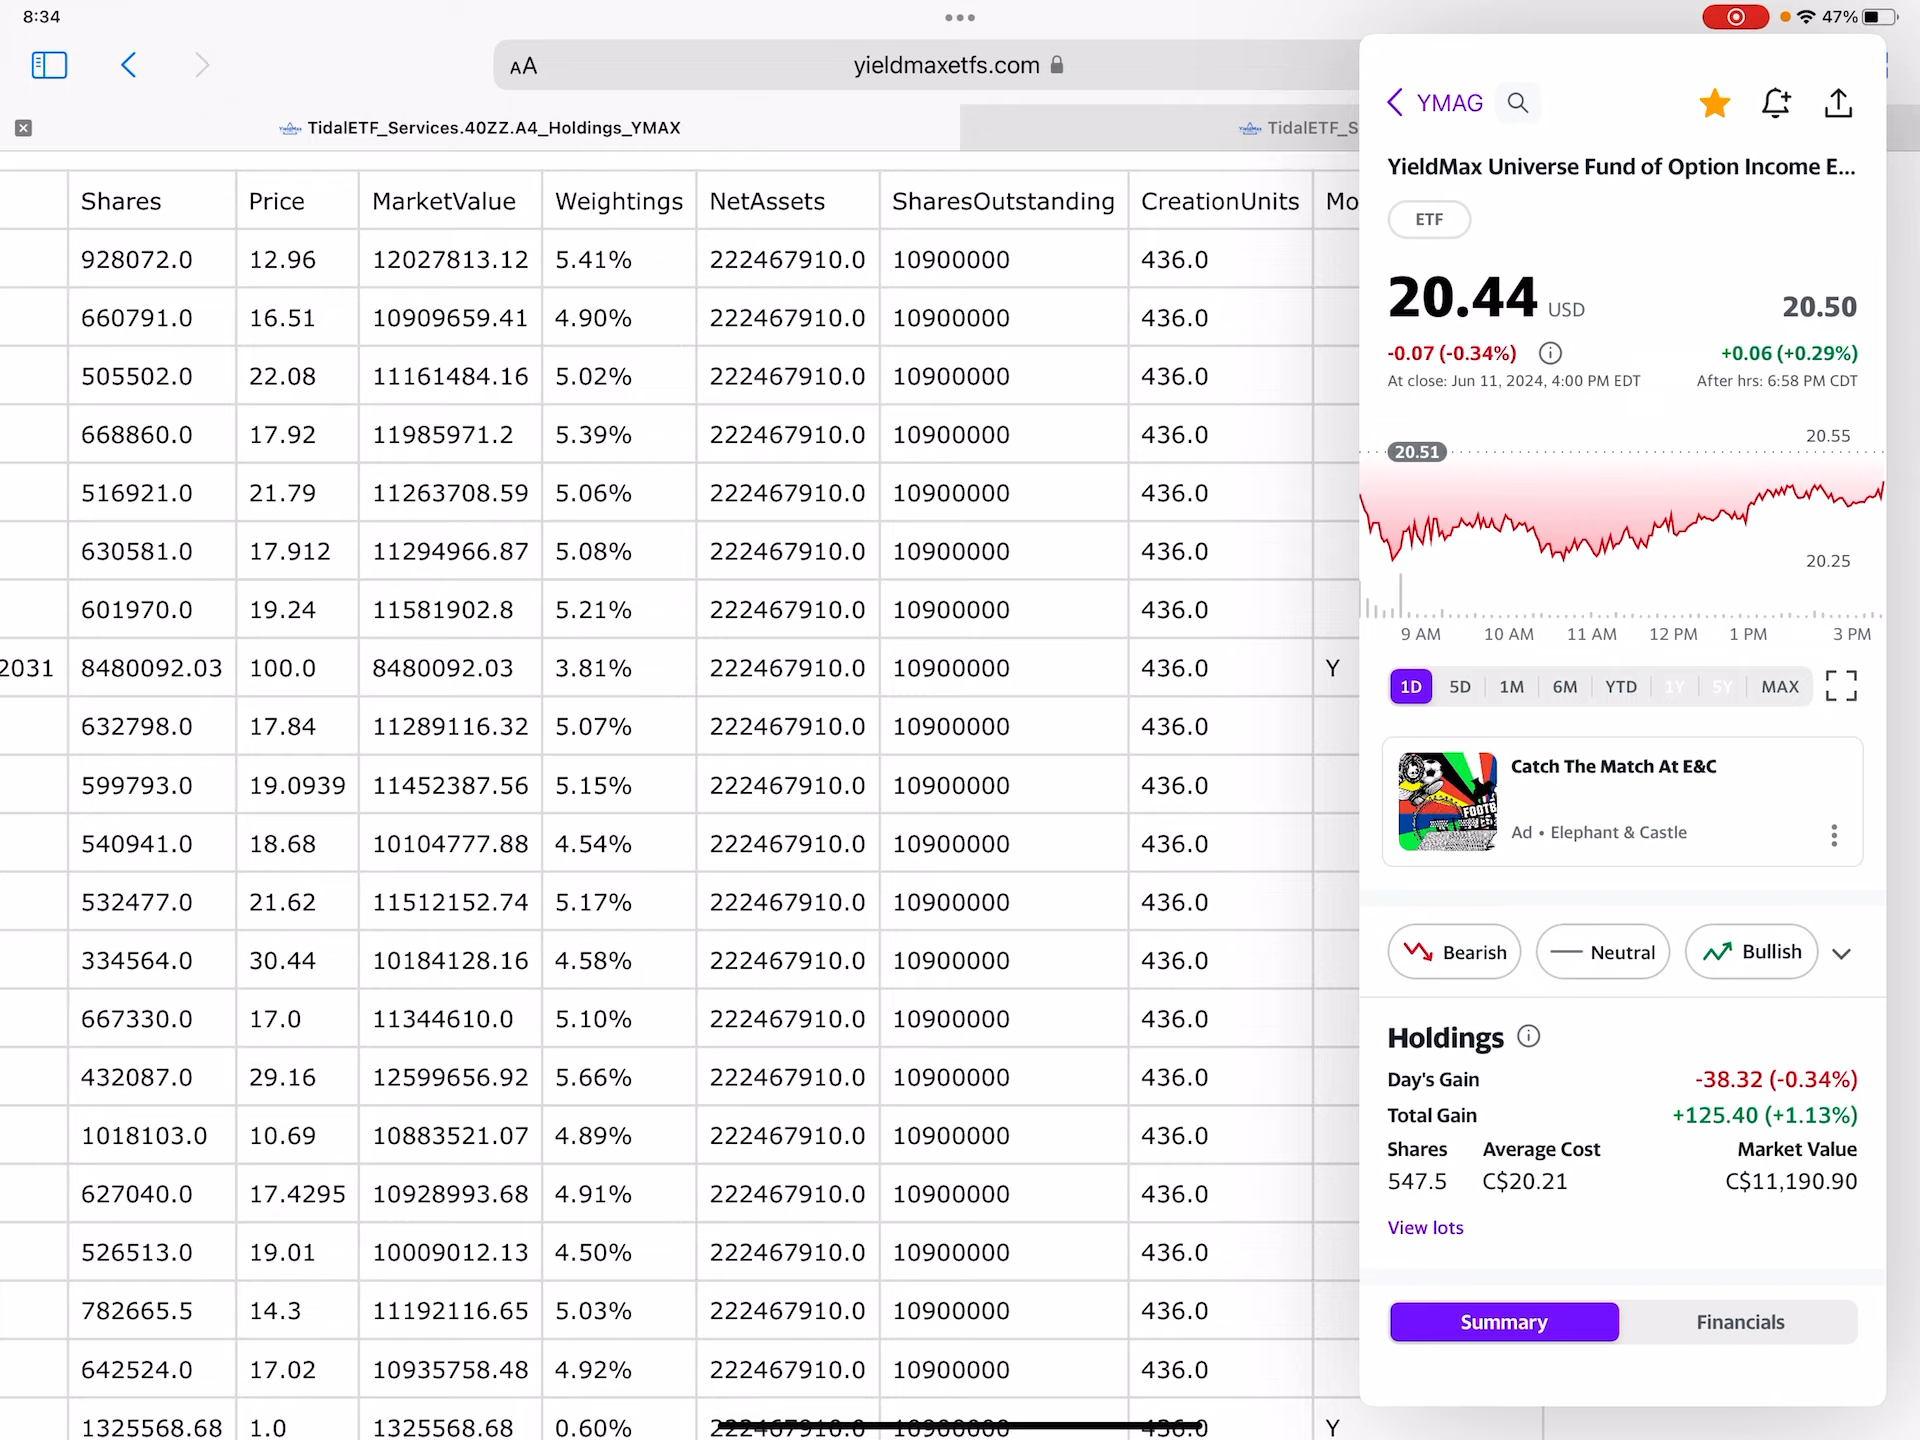 8:34
47%
AA
yieldmaxetfs.com
TidalETF_Services.40ZZ.A4_Holdings_YMAX
TidalETF_S
Shares Price MarketValue Weightings NetAssets SharesOutstanding CreationUnits Mo
928072.0 12.96 12027813.12 5.41% 222467910.0 10900000 436.0
660791.0 16.51 10909659.41 4.90% 222467910.0 10900000 436.0
505502.0 22.08 11161484.16 5.02% 222467910.0 10900000 436.0
668860.0 17.92 11985971.2 5.39% 222467910.0 10900000 436.0
516921.0 21.79 11263708.59 5.06% 222467910.0 10900000 436.0
630581.0 17.912 11294966.87 5.08% 222467910.0 10900000 436.0
601970.0 19.24 11581902.8 5.21% 222467910.0 10900000 436.0
2031 8480092.03 100.0 8480092.03 3.81% 222467910.0 10900000 436.0 Y
632798.0 17.84 11289116.32 5.07% 222467910.0 10900000 436.0
599793.0 19.0939 11452387.56 5.15% 222467910.0 10900000 436.0
540941.0 18.68 10104777.88 4.54% 222467910.0 10900000 436.0
532477.0 21.62 11512152.74 5.17% 222467910.0 10900000 436.0
334564.0 30.44 10184128.16 4.58% 222467910.0 10900000 436.0
667330.0 17.0 11344610.0 5.10% 222467910.0 10900000 436.0
432087.0 29.16 12599656.92 5.66% 222467910.0 10900000 436.0
1018103.0 10.69 10883521.07 4.89% 222467910.0 10900000 436.0
627040.0 17.4295 10928993.68 4.91% 222467910.0 10900000 436.0
526513.0 19.01 10009012.13 4.50% 222467910.0 10900000 436.0
782665.5 14.3 11192116.65 5.03% 222467910.0 10900000 436.0
642524.0 17.02 10935758.48 4.92% 222467910.0 10900000 436.0
1325568.68 1.0 1325568.68 0.60% 222467910.0 10900000 436.0 Y
YMAG
YieldMax Universe Fund of Option Income E...
ETF
20.44 USD 20.50
-0.07 (-0.34%) +0.06 (+0.29%)
At close: Jun 11, 2024, 4:00 PM EDT After hrs: 6:58 PM CDT
20.55
20.51
20.25
9 AM 10 AM 11 AM 12 PM 1 PM 3 PM
1D 5D 1M 6M YTD 1Y 5Y MAX
Catch The Match At E&C
Ad • Elephant & Castle
Bearish Neutral Bullish
Holdings
Day's Gain -38.32 (-0.34%)
Total Gain +125.40 (+1.13%)
Shares Average Cost Market Value
547.5 C$20.21 C$11,190.90
View lots
Summary Financials